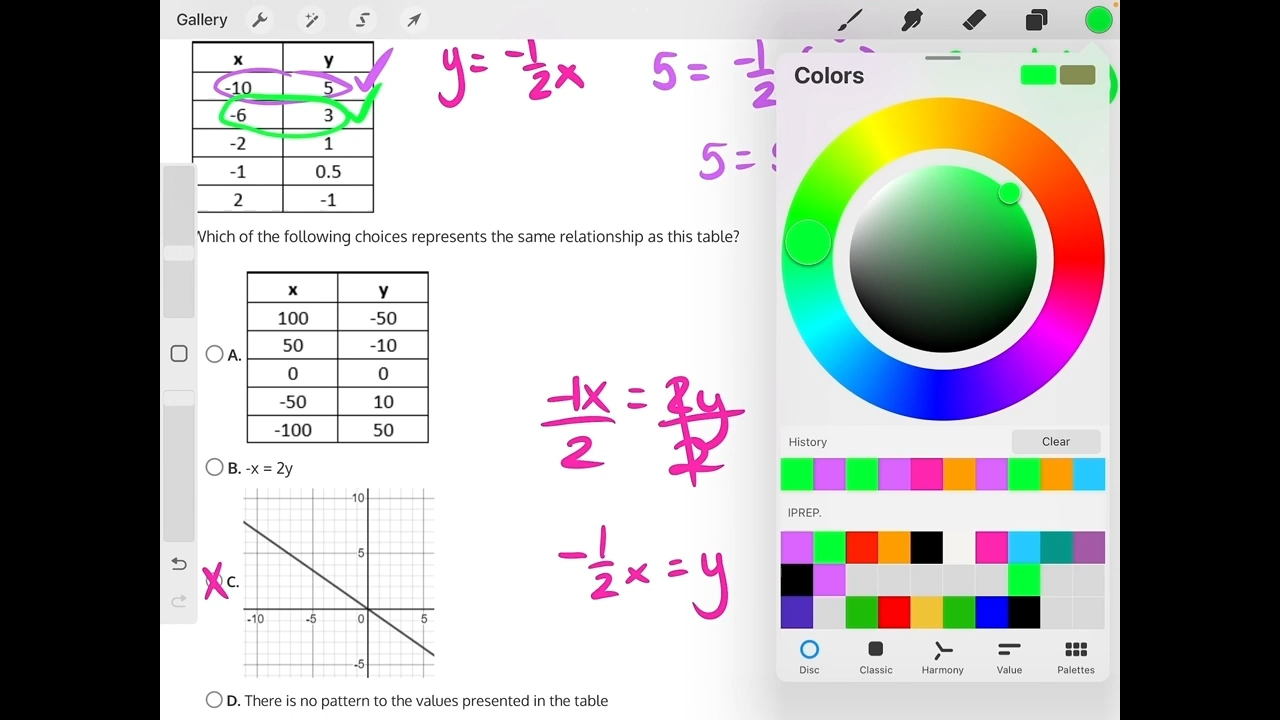 Gallery
x y
-10 5
-6 3
-2 1
-1 0.5
2 -1
y = -1/2 x
5 = -1/2
5 =
Colors
Which of the following choices represents the same relationship as this table?
A.
x y
100 -50
50 -10
0 0
-50 10
-100 50
-1x/2 = 2y/2
B. -x = 2y
-1/2 x = y
X C.
10
5
-10 -5 0 5
-5
D. There is no pattern to the values presented in the table
History Clear
IPREP.
Disc Classic Harmony Value Palettes